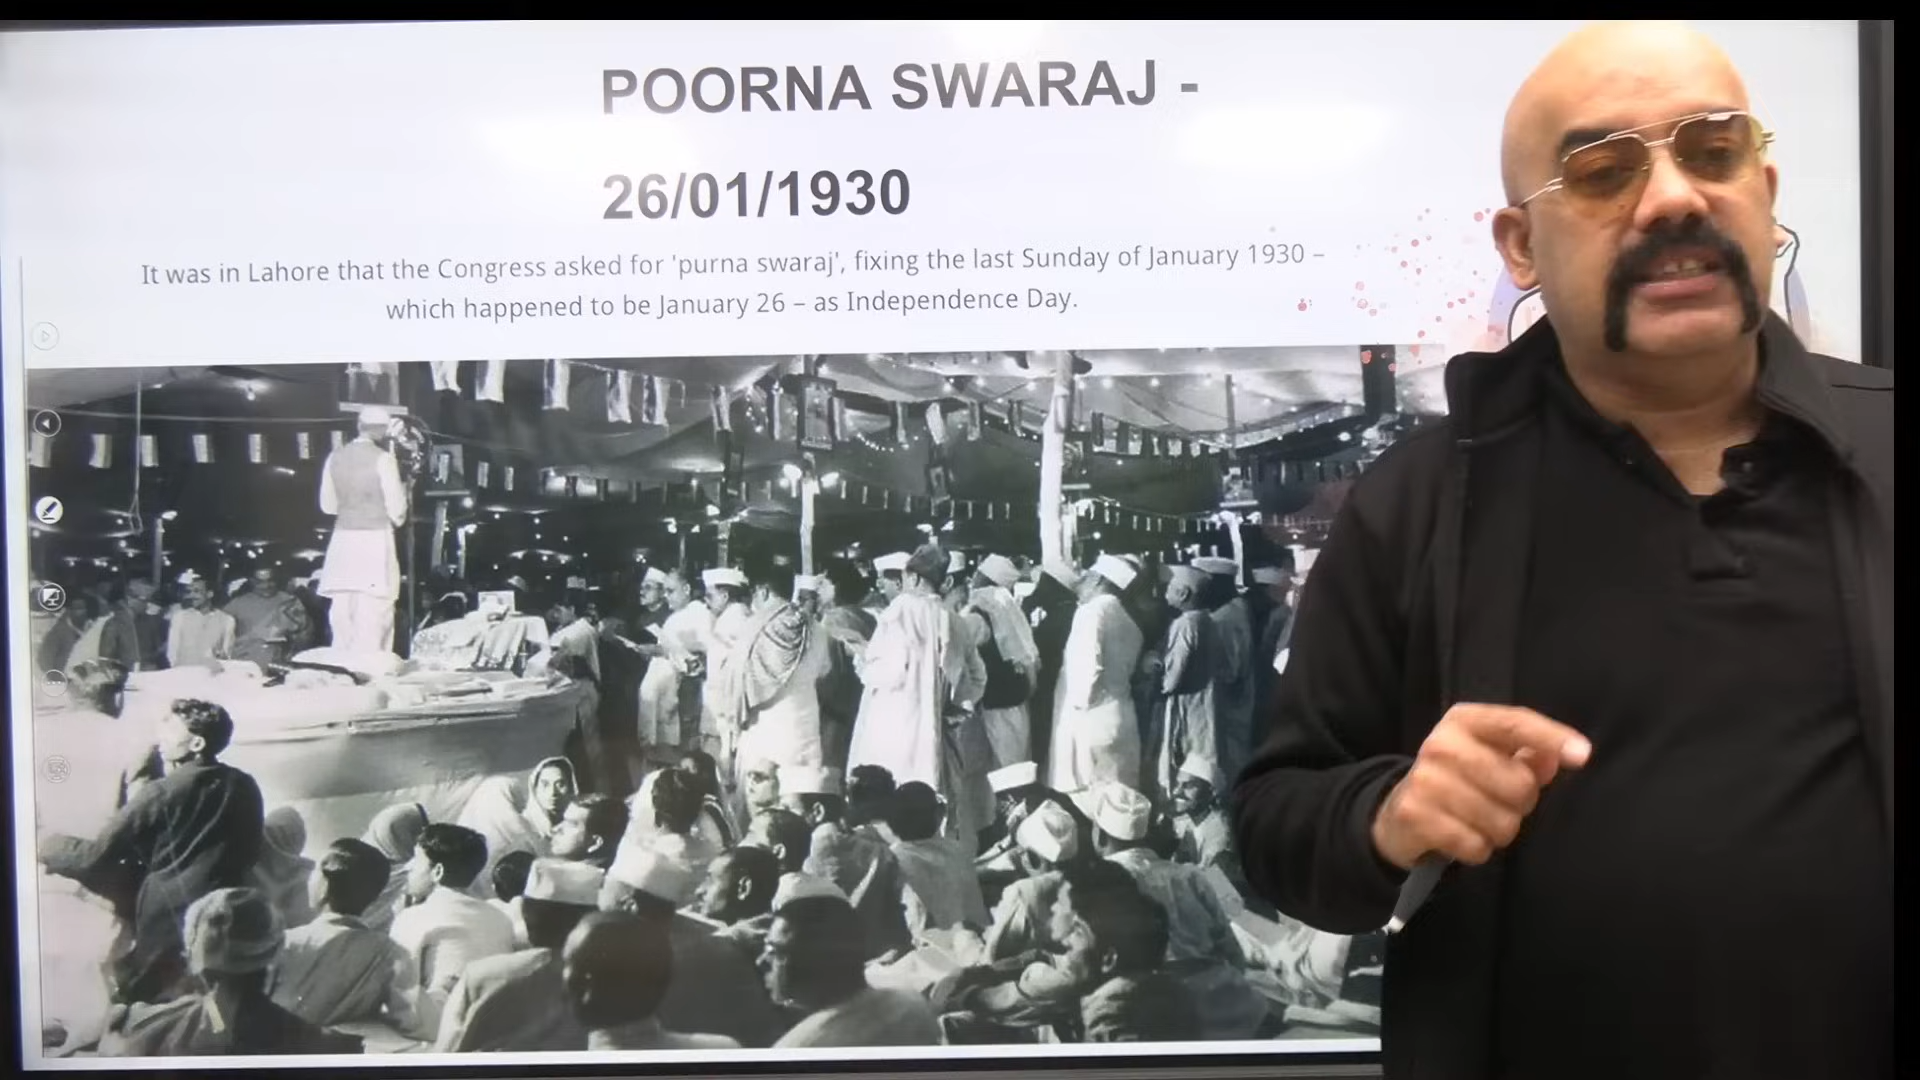 POORNA SWARAJ -
26/01/1930
It was in Lahore that the Congress asked for 'purna swaraj', fixing the last Sunday of January 1930 –
which happened to be January 26 – as Independence Day.